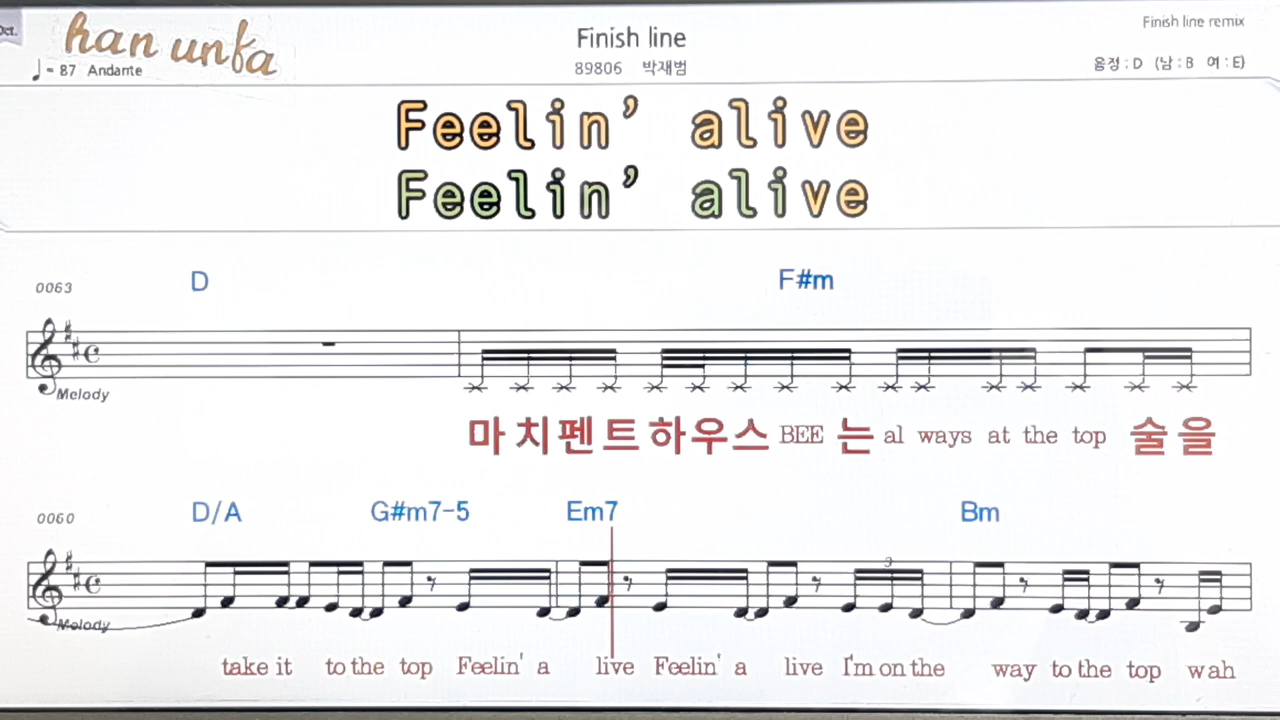 Oct.
han unfa
Finish line
Finish line remix
♩= 87 Andante
89806 박재범
음정 : D (남 : B 여 : E)
Feelin' alive
Feelin' alive
0063 D F#m
Melody
마 치 펜 트 하 우 스 BEE 는 al ways at the top 술 을
0060 D/A G#m7-5 Em7 Bm
3
Melody
take it to the top Feelin' a live Feelin' a live I'm on the way to the top wah